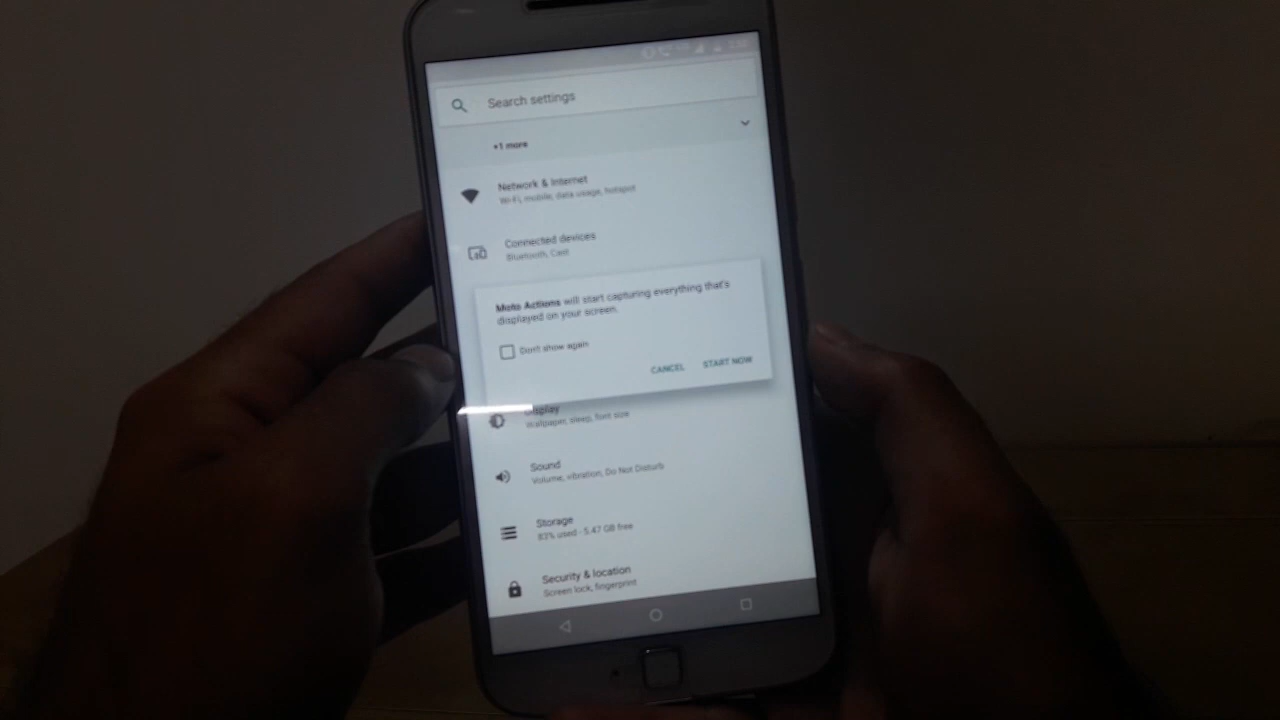 Search settings
+1 more
Network & Internet
Wi-Fi, mobile, data usage, hotspot
Connected devices
Bluetooth, Cast
Moto Actions will start capturing everything that's
displayed on your screen.
Don't show again
CANCEL START NOW
Display
Wallpaper, sleep, font size
Sound
Volume, vibration, Do Not Disturb
Storage
83% used - 5.47 GB free
Security & location
Screen lock, fingerprint